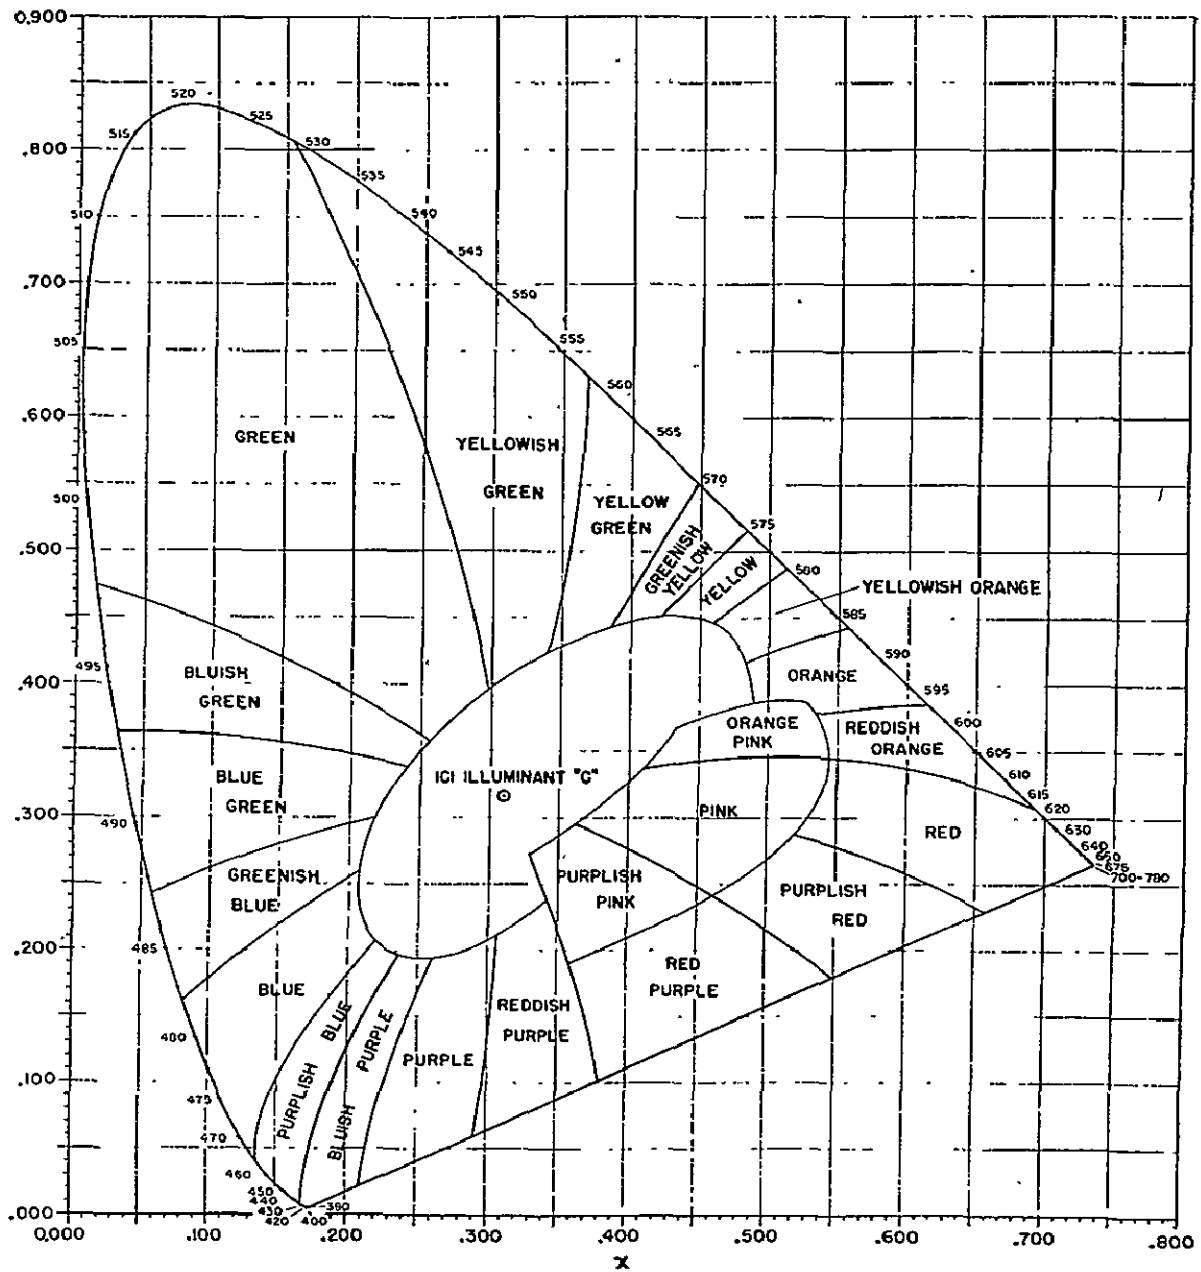 0.900
520
525
515
530
.800
535
510
540
545
.700
550
505
555
560
.600
565
GREEN
YELLOWISH
GREEN
570
500
YELLOW
GREEN
575
.500
GREENISH
YELLOW
YELLOW
580
YELLOWISH ORANGE
585
495
590
BLUISH
GREEN
.400
ORANGE
595
ORANGE
PINK
REDDISH
ORANGE
600
605
BLUE
GREEN
ICI ILLUMINANT "C"
610
615
620
.300
490
PINK
RED
630
640
650
675
700-780
GREENISH
BLUE
PURPLISH
PINK
PURPLISH
RED
485
.200
RED
PURPLE
BLUE
REDDISH
PURPLE
480
PURPLISH BLUE
BLUISH PURPLE
PURPLE
.100
475
470
460
450
440
430
420
400
380
.000
0.000
.100
.200
.300
.400
.500
.600
.700
.800
x